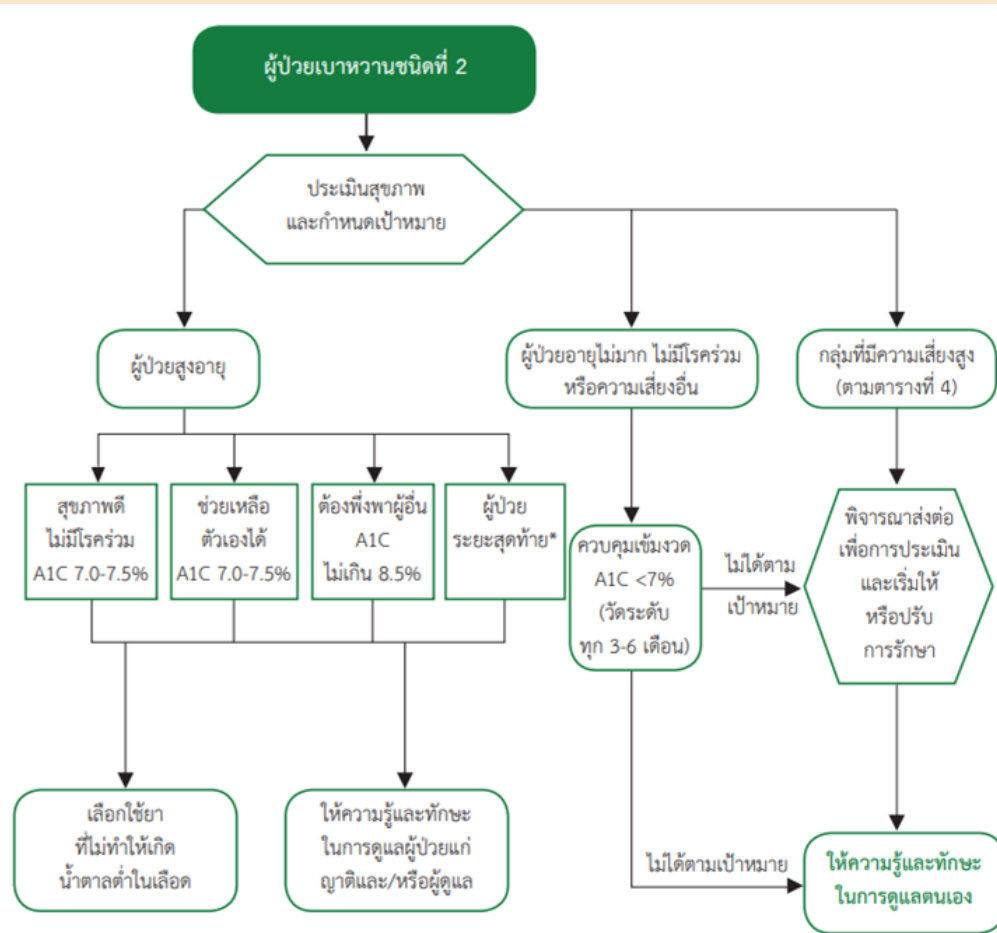 ผู้ป่วยเบาหวานชนิดที่ 2
ประเมินสุขภาพ
และกำหนดเป้าหมาย
ผู้ป่วยสูงอายุ
ผู้ป่วยอายุไม่มาก ไม่มีโรคร่วม
หรือความเสี่ยงอื่น
กลุ่มที่มีความเสี่ยงสูง
(ตามตารางที่ 4)
สุขภาพดี
ไม่มีโรคร่วม
A1C 7.0-7.5%
ช่วยเหลือ
ตัวเองได้
A1C 7.0-7.5%
ต้องพึ่งพาผู้อื่น
A1C
ไม่เกิน 8.5%
ผู้ป่วย
ระยะสุดท้าย*
ควบคุมเข้มงวด
A1C <7%
(วัดระดับ
ทุก 3-6 เดือน)
ไม่ได้ตาม
เป้าหมาย
พิจารณาส่งต่อ
เพื่อการประเมิน
และเริ่มให้
หรือปรับ
การรักษา
เลือกใช้ยา
ที่ไม่ทำให้เกิด
น้ำตาลต่ำในเลือด
ให้ความรู้และทักษะ
ในการดูแลผู้ป่วยแก่
ญาติและ/หรือผู้ดูแล
ไม่ได้ตามเป้าหมาย
ให้ความรู้และทักษะ
ในการดูแลตนเอง